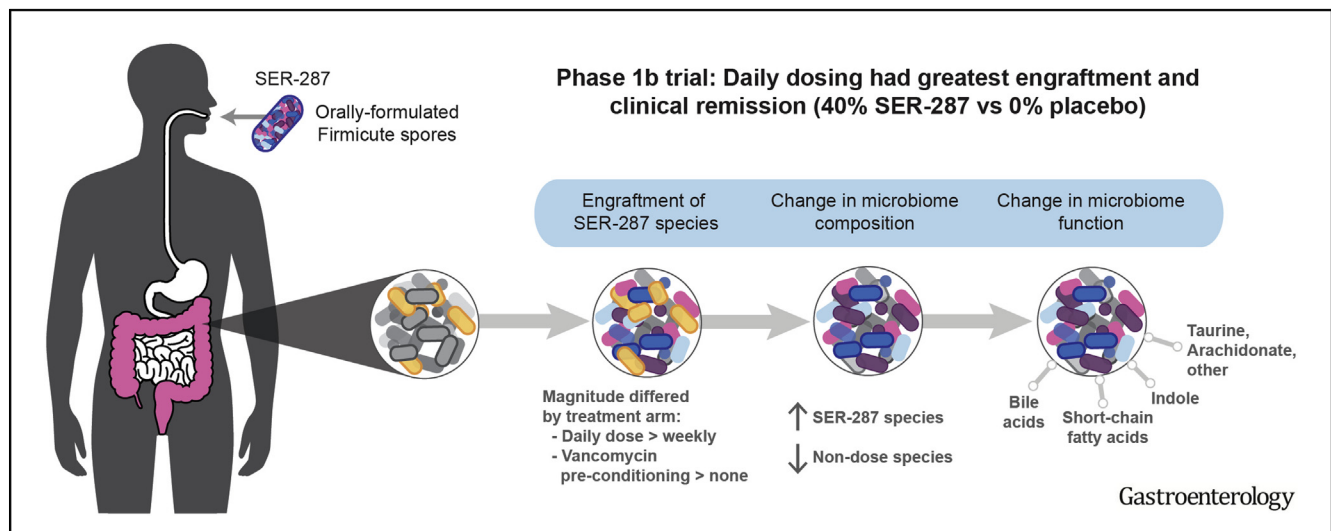 SER-287
Orally-formulated
Firmicute spores
Phase 1b trial: Daily dosing had greatest engraftment and
clinical remission (40% SER-287 vs 0% placebo)
Engraftment of
SER-287 species
Change in microbiome
composition
Change in microbiome
function
Magnitude differed
by treatment arm:
- Daily dose > weekly
- Vancomycin
pre-conditioning > none
↑ SER-287 species
↓ Non-dose species
Taurine,
Arachidonate,
other
Indole
Short-chain
fatty acids
Bile
acids
Gastroenterology